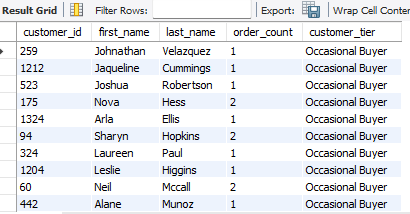 Result Grid Filter Rows: Export: Wrap Cell Conten
customer_id first_name last_name order_count customer_tier
259 Johnathan Velazquez 1 Occasional Buyer
1212 Jaqueline Cummings 1 Occasional Buyer
523 Joshua Robertson 1 Occasional Buyer
175 Nova Hess 2 Occasional Buyer
1324 Arla Ellis 1 Occasional Buyer
94 Sharyn Hopkins 2 Occasional Buyer
324 Laureen Paul 1 Occasional Buyer
1204 Leslie Higgins 1 Occasional Buyer
60 Neil Mccall 2 Occasional Buyer
442 Alane Munoz 1 Occasional Buyer